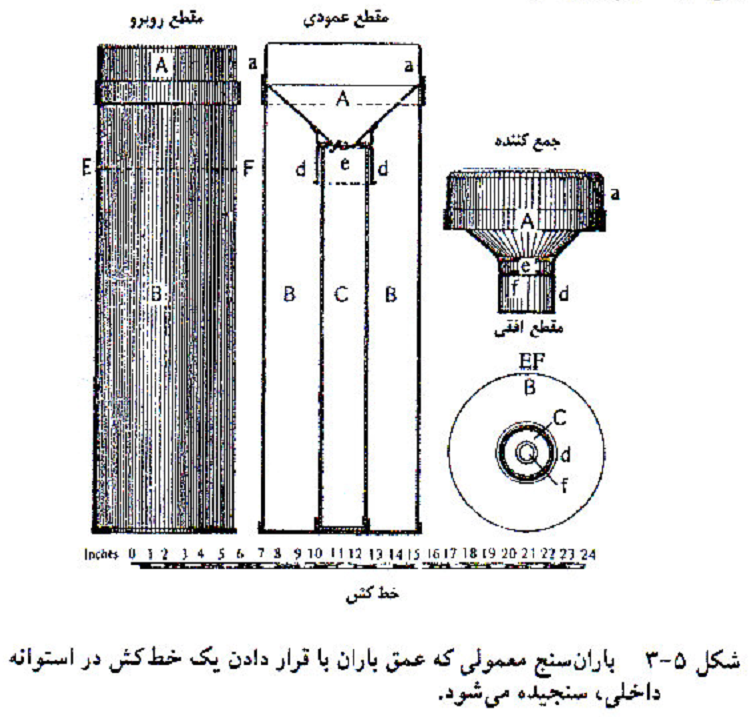 مقطع روبرو
مقطع عمودی
A
a
a
A
جمع کننده
E
F
d
e
d
a
A
e
f
d
مقطع افقی
B
B
C
B
EF
B
C
d
f
Inches 0 1 2 3 4 5 6 7 8 9 10 11 12 13 14 15 16 17 18 19 20 21 22 23 24
خط کش
شکل ۵-۳ باران‌سنج معمولی که عمق باران با قرار دادن یک خط‌کش در استوانه
داخلی، سنجیده می‌شود.